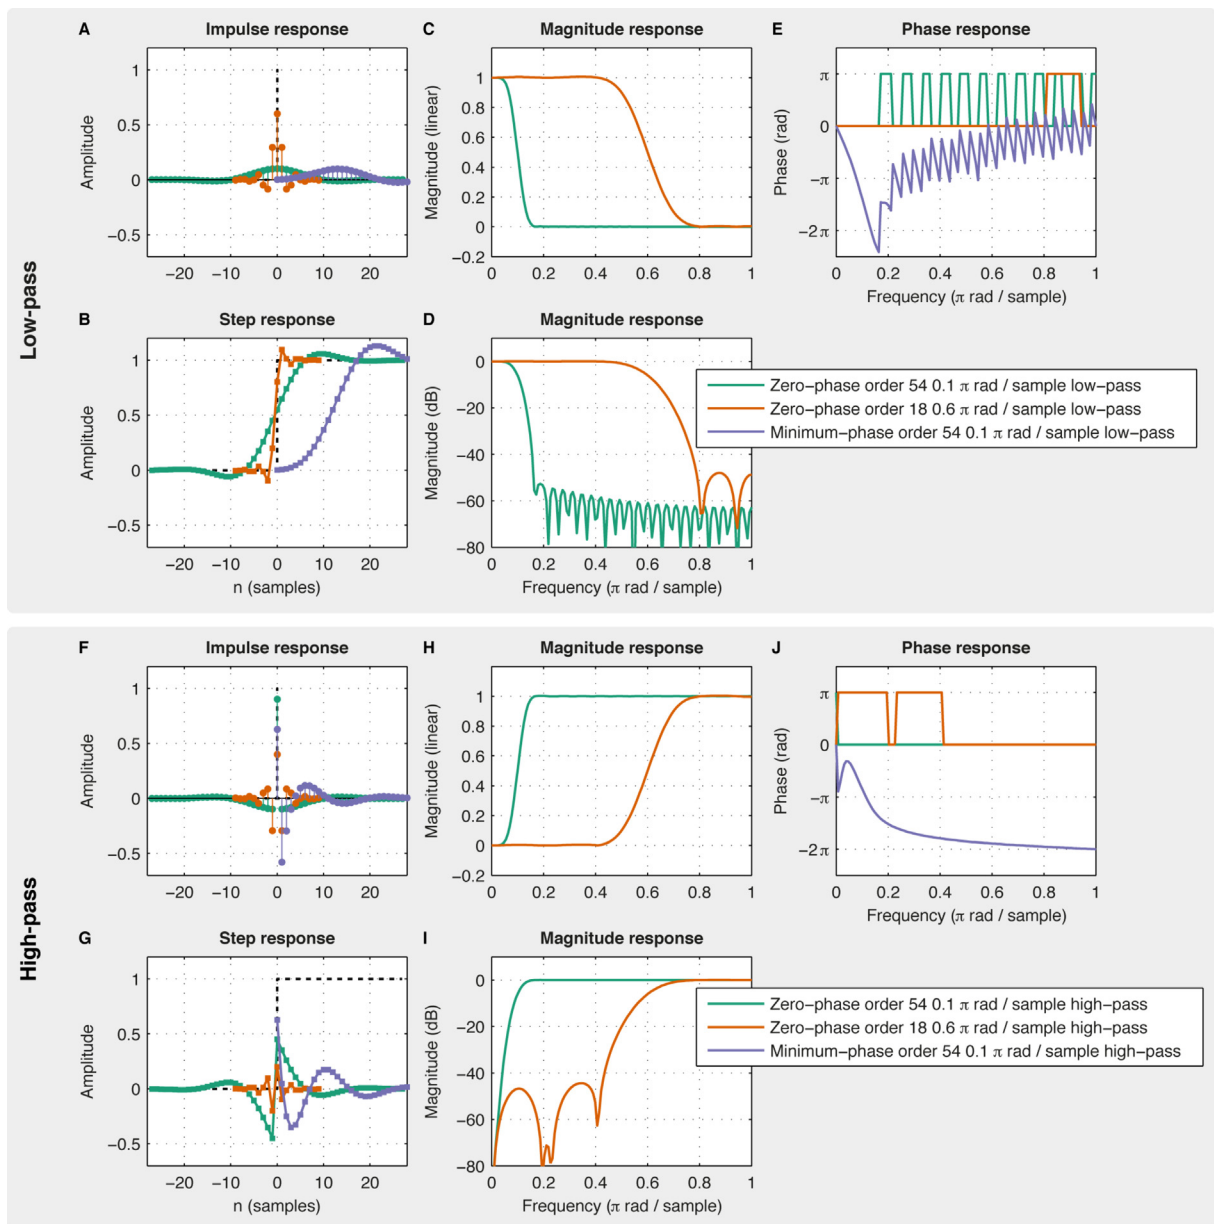 Low-pass
A Impulse response
Amplitude
1
0.5
0
−0.5
−20 −10 0 10 20
C Magnitude response
Magnitude (linear)
1
0.8
0.6
0.4
0.2
0
−0.2
0 0.2 0.4 0.6 0.8 1
E Phase response
Phase (rad)
π
0
−π
−2 π
0 0.2 0.4 0.6 0.8 1
Frequency (π rad / sample)
B Step response
Amplitude
1
0.5
0
−0.5
−20 −10 0 10 20
n (samples)
D Magnitude response
Magnitude (dB)
0
−20
−40
−60
−80
0 0.2 0.4 0.6 0.8 1
Frequency (π rad / sample)
Zero−phase order 54 0.1 π rad / sample low−pass
Zero−phase order 18 0.6 π rad / sample low−pass
Minimum−phase order 54 0.1 π rad / sample low−pass
High-pass
F Impulse response
Amplitude
1
0.5
0
−0.5
−20 −10 0 10 20
H Magnitude response
Magnitude (linear)
1
0.8
0.6
0.4
0.2
0
−0.2
0 0.2 0.4 0.6 0.8 1
J Phase response
Phase (rad)
π
0
−π
−2 π
0 0.2 0.4 0.6 0.8 1
Frequency (π rad / sample)
G Step response
Amplitude
1
0.5
0
−0.5
−20 −10 0 10 20
n (samples)
I Magnitude response
Magnitude (dB)
0
−20
−40
−60
−80
0 0.2 0.4 0.6 0.8 1
Frequency (π rad / sample)
Zero−phase order 54 0.1 π rad / sample high−pass
Zero−phase order 18 0.6 π rad / sample high−pass
Minimum−phase order 54 0.1 π rad / sample high−pass